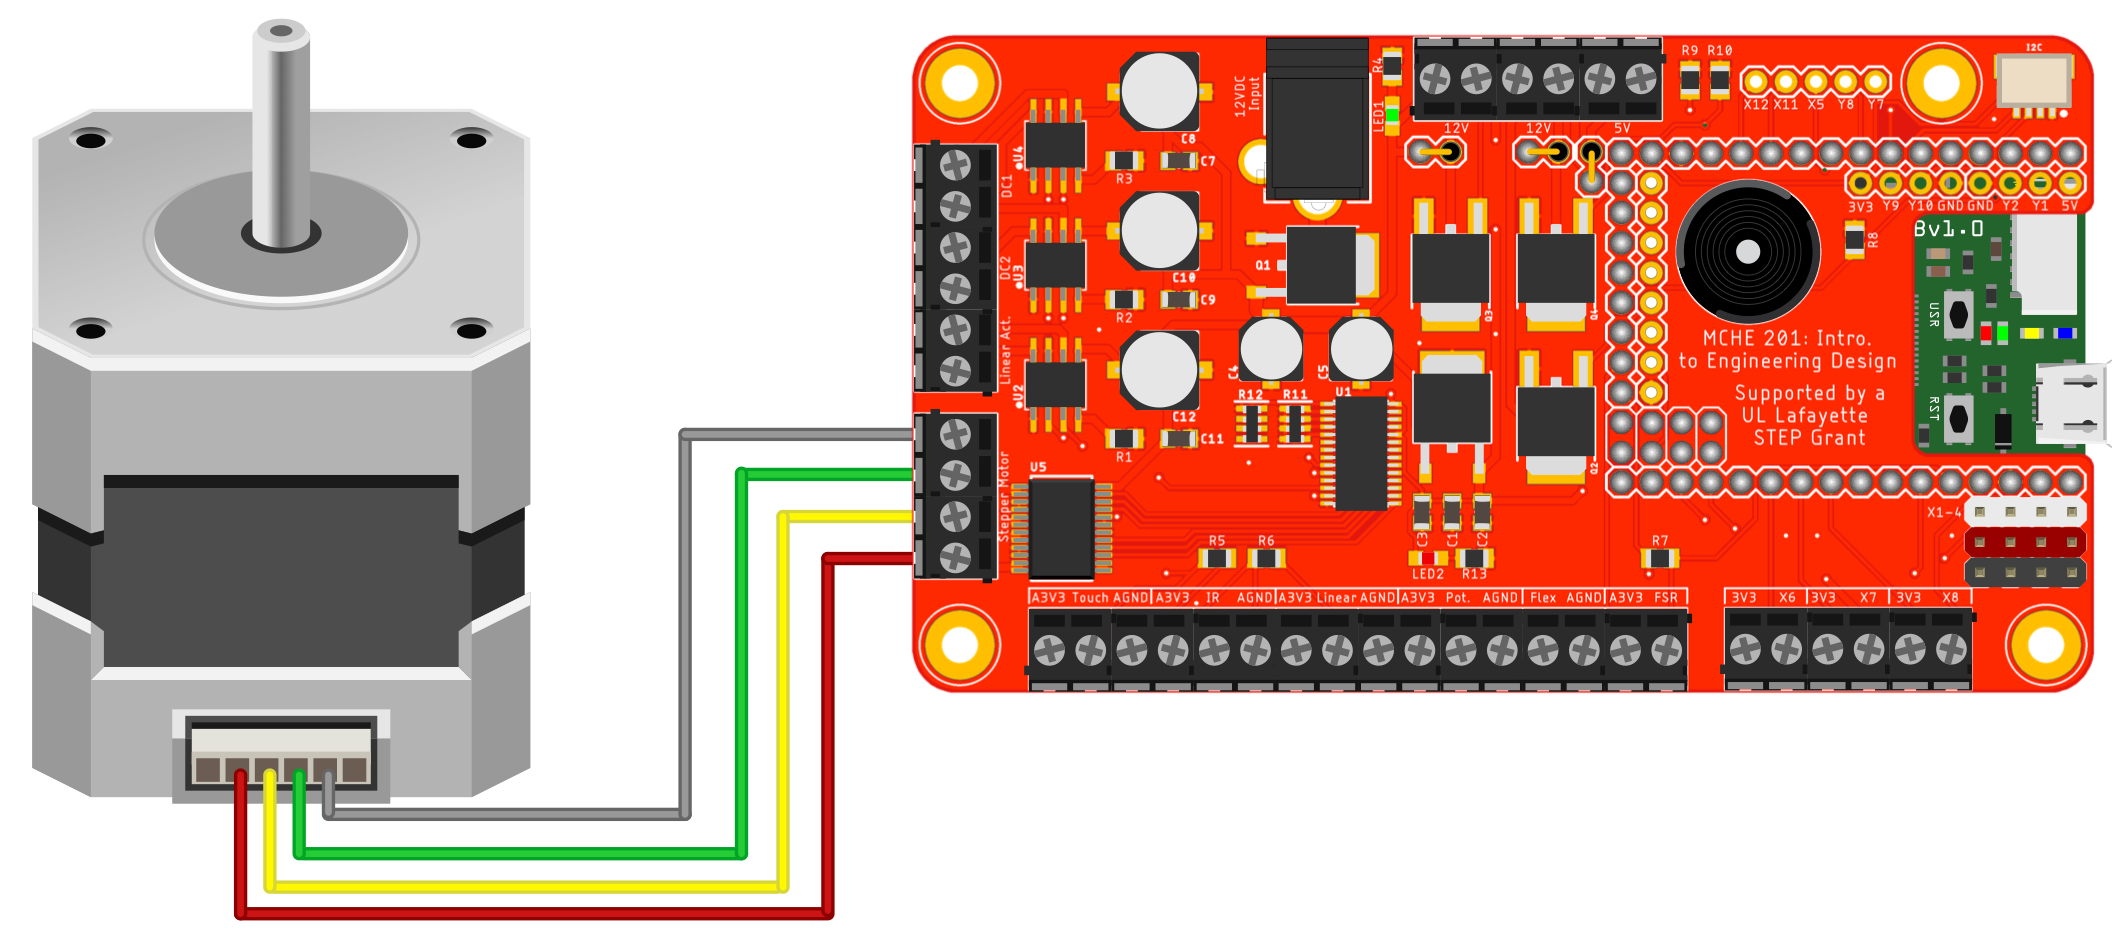 I2C
R9 R10
R4
12VDC
Input
LED1
X12 X11 X5 Y8 Y7
12V
12V
5V
C8
U4
C7
R3
DC1
3V3 Y9 Y10 GND GND Y2 Y1 5V
Bv1.0
R8
DC2
U3
Q1
C10
C9
R2
Q3
Q4
USR
Linear Act.
MCHE 201: Intro.
to Engineering Design
Supported by a
UL Lafayette
STEP Grant
C4
C5
U2
R12 R11 U1
RST
C12
C11
R1
Q2
Stepper Motor
U5
X1-4
C3
C1
C2
R5 R6
R7
LED2 R13
A3V3 Touch AGND A3V3 IR AGND A3V3 Linear AGND A3V3 Pot. AGND Flex AGND A3V3 FSR
3V3 X6 3V3 X7 3V3 X8